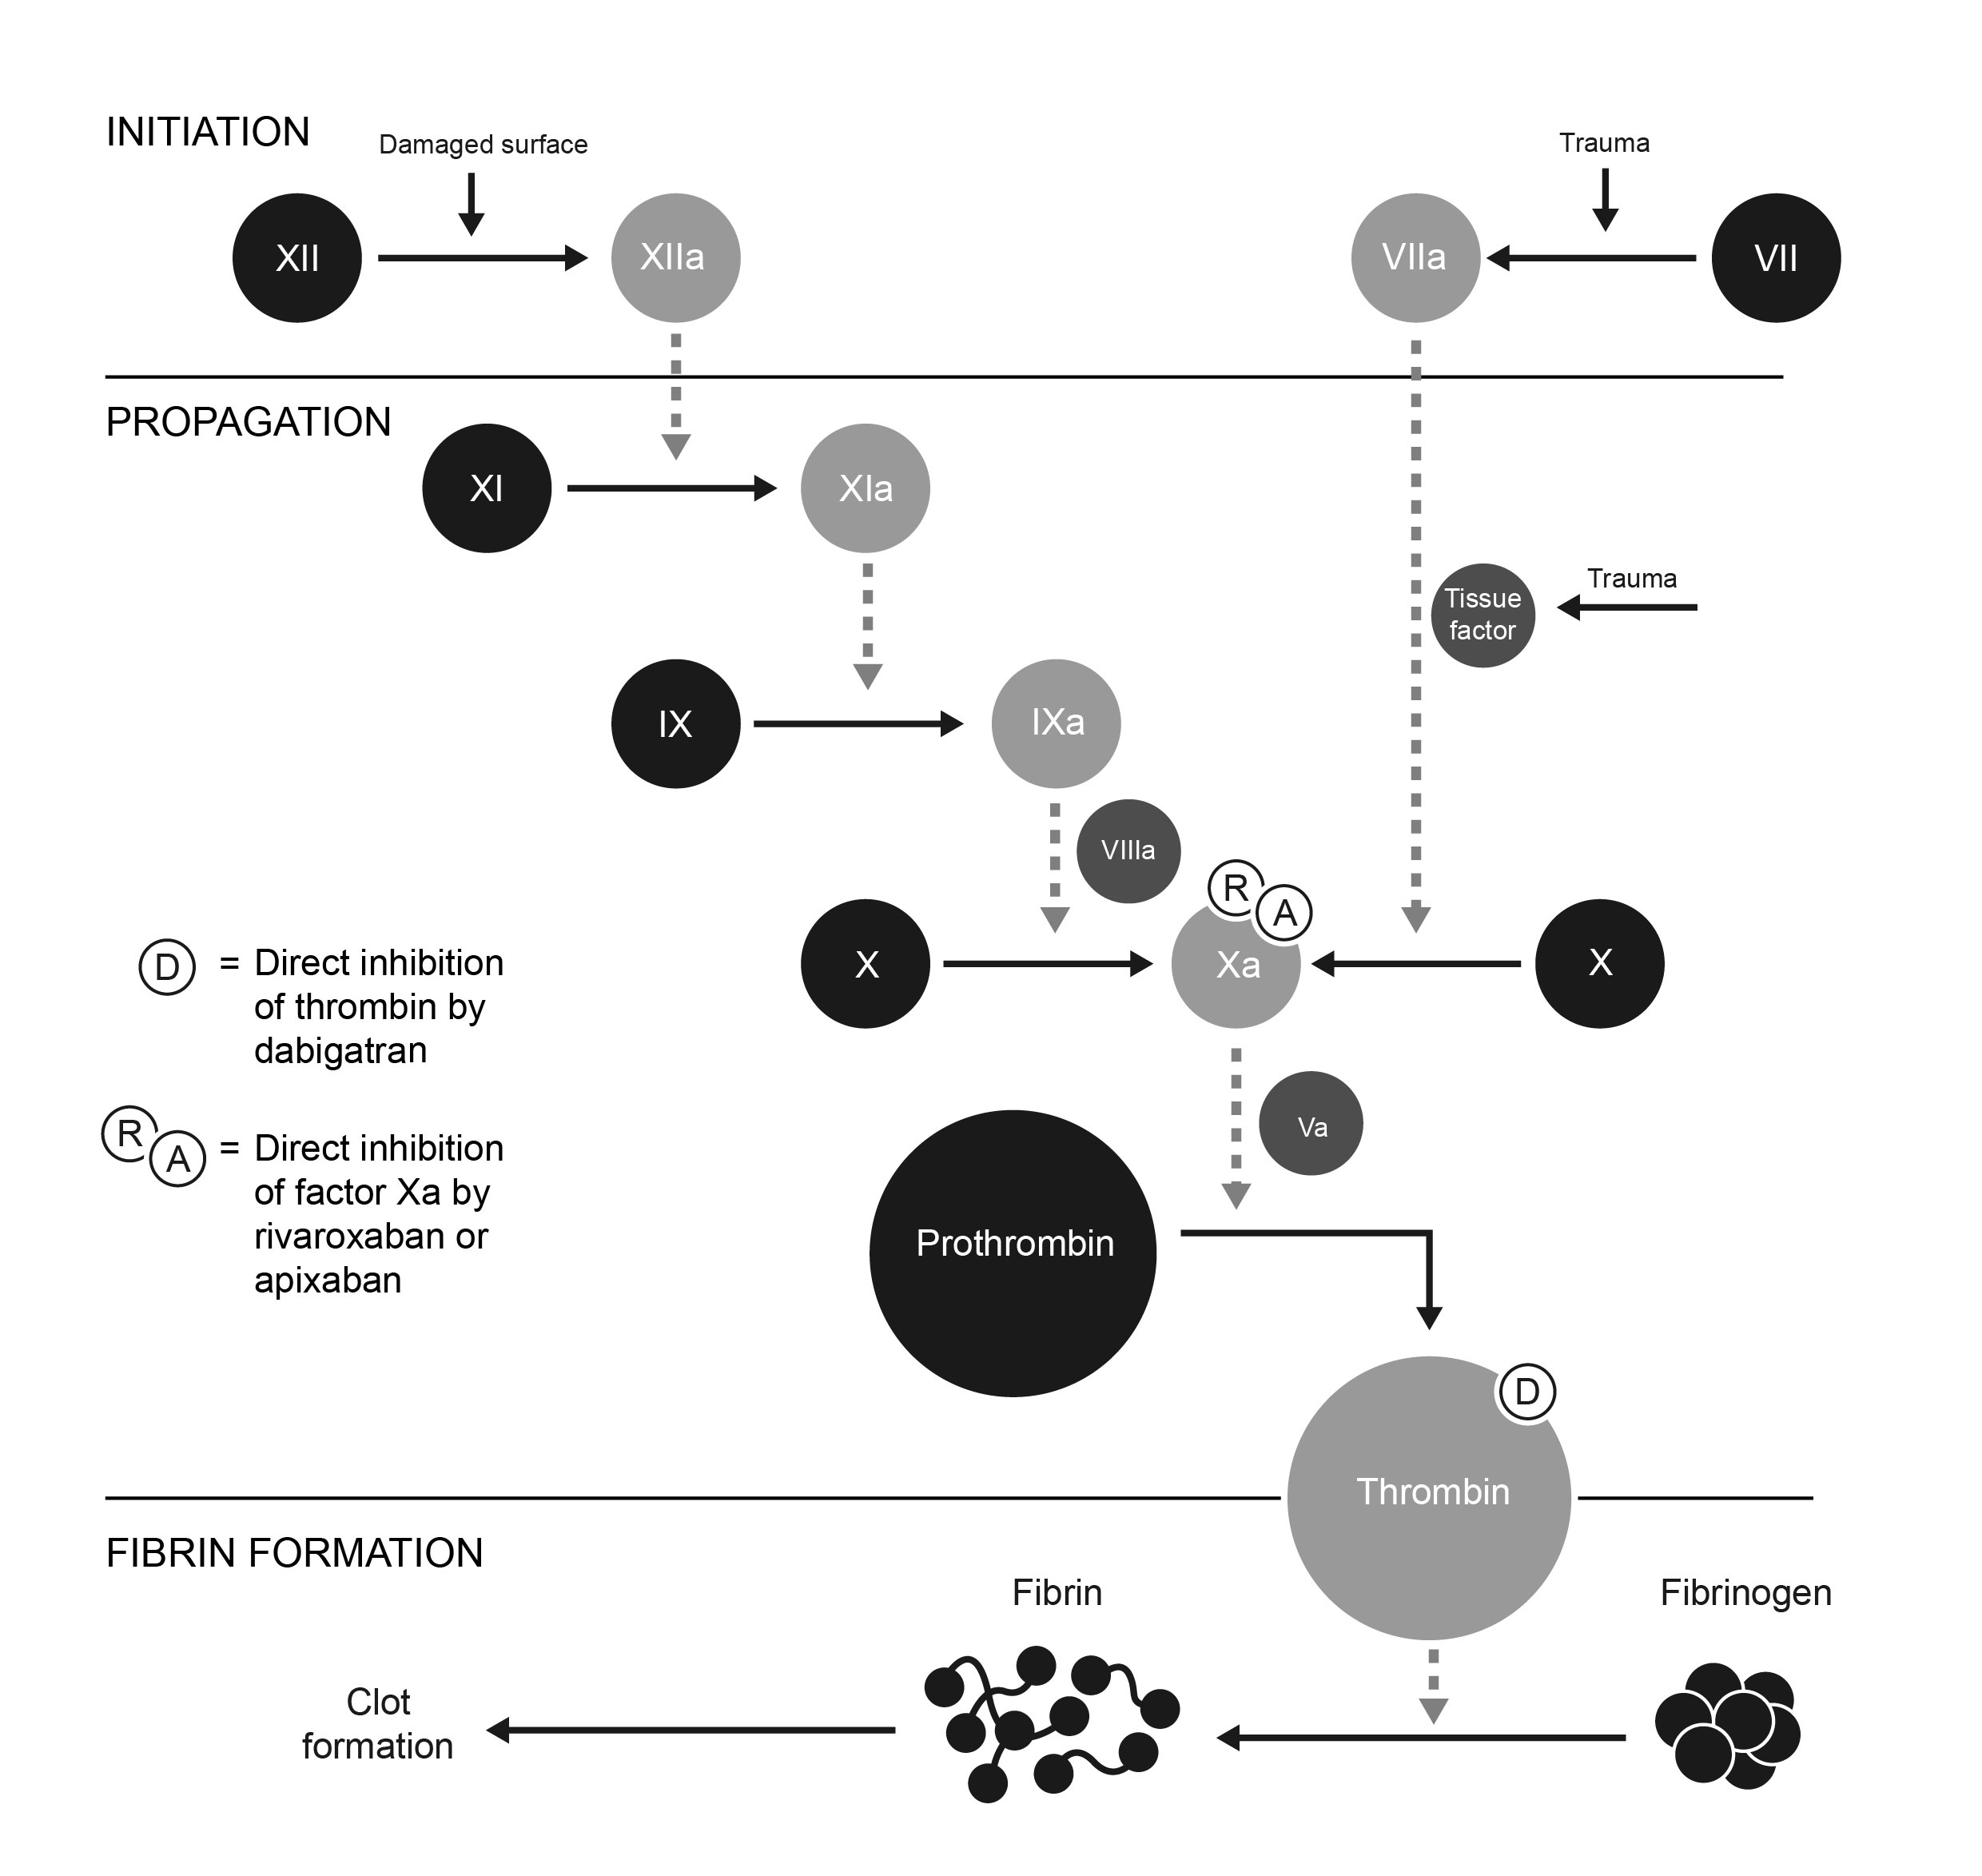 INITIATION
Damaged surface
Trauma
XII
XIIa
VIIa
VII
PROPAGATION
XI
XIa
Tissue
factor
Trauma
IX
IXa
VIIIa
R
A
X
Xa
X
D = Direct inhibition
of thrombin by
dabigatran
R
A = Direct inhibition
of factor Xa by
rivaroxaban or
apixaban
Va
Prothrombin
D
Thrombin
FIBRIN FORMATION
Fibrin
Fibrinogen
Clot
formation